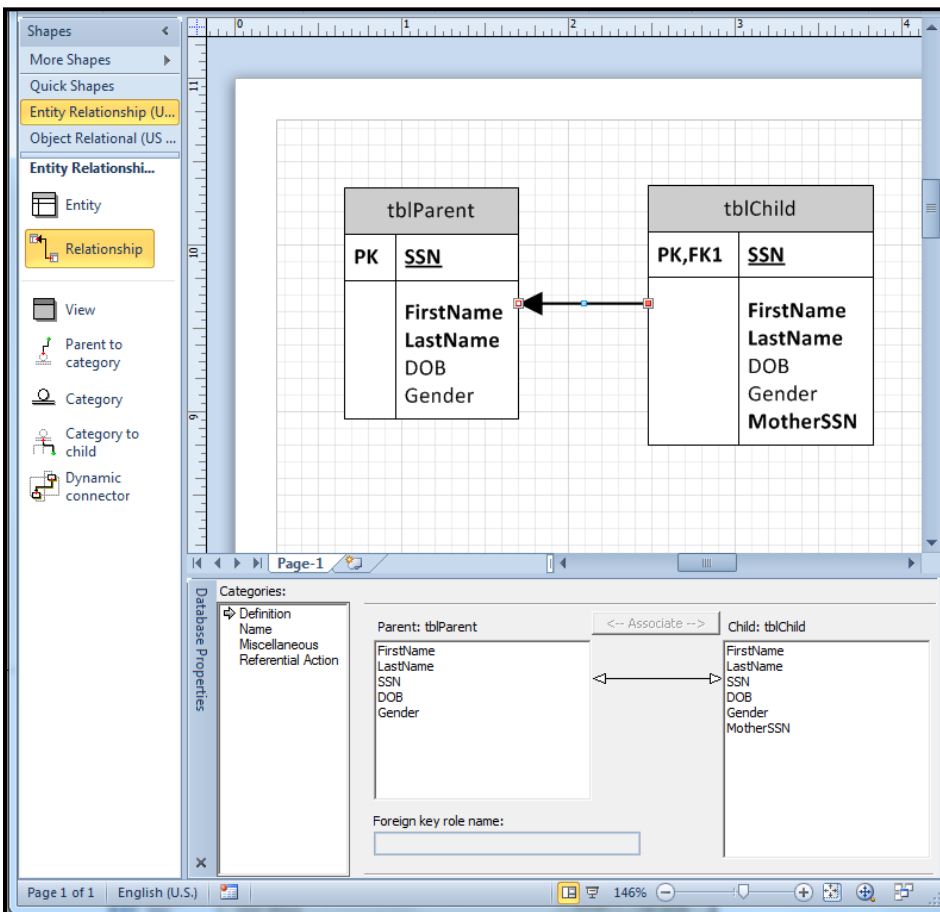 Shapes
More Shapes
Quick Shapes
Entity Relationship (U...
Object Relational (US ...
Entity Relationshi...
Entity
Relationship
View
Parent to
category
Category
Category to
child
Dynamic
connector
0 1 2 3 4
11
10
9
tblParent
PK SSN
FirstName
LastName
DOB
Gender
tblChild
PK,FK1 SSN
FirstName
LastName
DOB
Gender
MotherSSN
Page-1
Database Properties
Categories:
Definition
Name
Miscellaneous
Referential Action
Parent: tblParent
<-- Associate -->
Child: tblChild
FirstName
LastName
SSN
DOB
Gender
FirstName
LastName
SSN
DOB
Gender
MotherSSN
Foreign key role name:
Page 1 of 1 English (U.S.) 146%